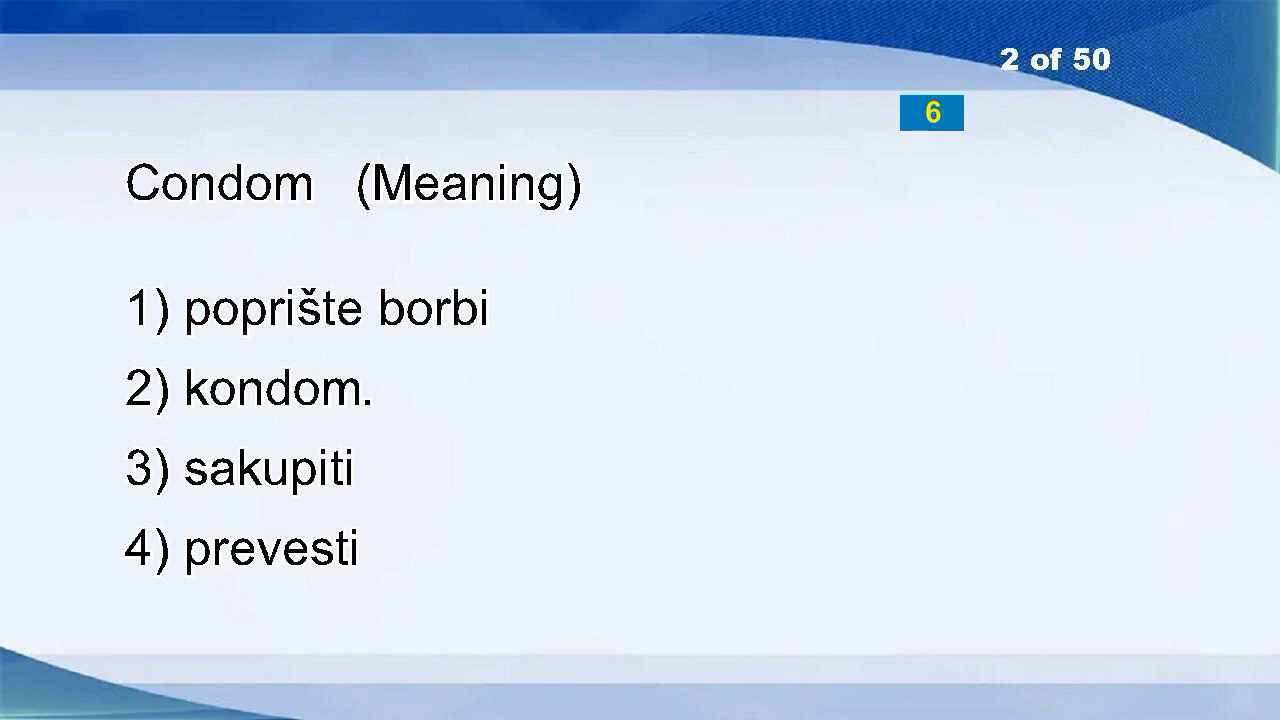 2 of 50
6
Condom (Meaning)
1) poprište borbi
2) kondom.
3) sakupiti
4) prevesti